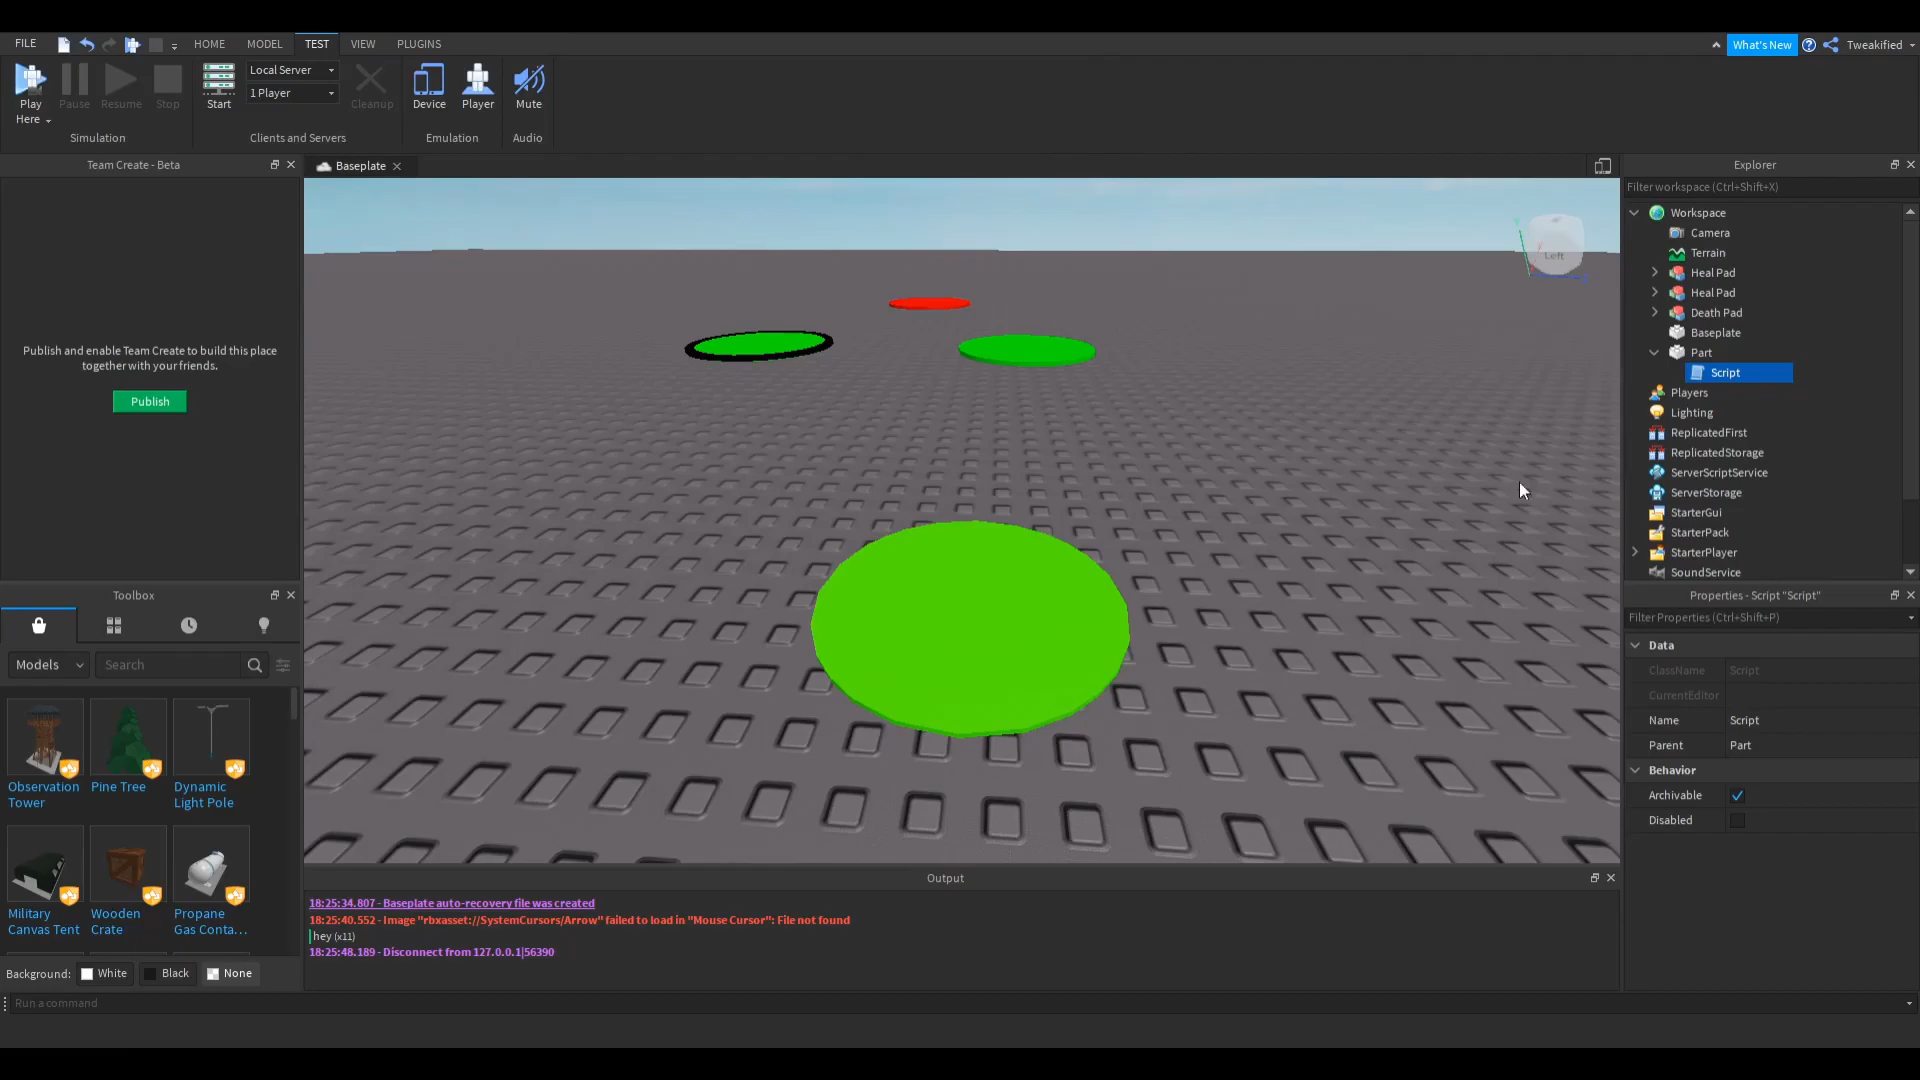 FILE
HOME
MODEL
TEST
VIEW
PLUGINS
What's New
Tweakified
Play
Here
Pause
Resume
Stop
Simulation
Start
Local Server
1 Player
Cleanup
Clients and Servers
Device
Player
Emulation
Mute
Audio
Team Create - Beta
Publish and enable Team Create to build this place
together with your friends.
Publish
Toolbox
Models
Search
Observation
Tower
Pine Tree
Dynamic
Light Pole
Military
Canvas Tent
Wooden
Crate
Propane
Gas Conta...
Background:
White
Black
None
Baseplate
Left
Output
18:25:34.807 - Baseplate auto-recovery file was created
18:25:40.552 - Image "rbxasset://SystemCursors/Arrow" failed to load in "Mouse Cursor": File not found
hey (x11)
18:25:48.189 - Disconnect from 127.0.0.1|56390
Run a command
Explorer
Filter workspace (Ctrl+Shift+X)
Workspace
Camera
Terrain
Heal Pad
Heal Pad
Death Pad
Baseplate
Part
Script
Players
Lighting
ReplicatedFirst
ReplicatedStorage
ServerScriptService
ServerStorage
StarterGui
StarterPack
StarterPlayer
SoundService
Properties - Script "Script"
Filter Properties (Ctrl+Shift+P)
Data
ClassName Script
CurrentEditor
Name Script
Parent Part
Behavior
Archivable
Disabled